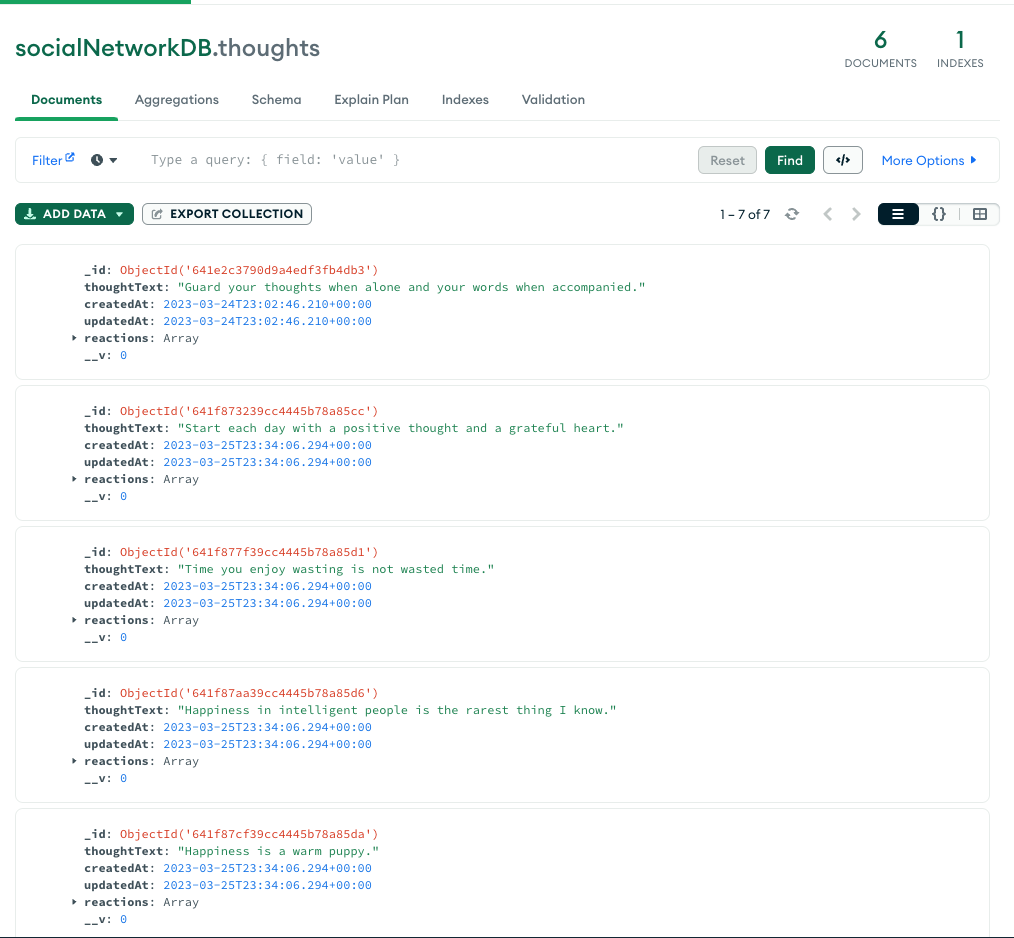 socialNetworkDB.thoughts
6
DOCUMENTS
1
INDEXES
Documents Aggregations Schema Explain Plan Indexes Validation
Filter Type a query: { field: 'value' } Reset Find </> More Options
ADD DATA EXPORT COLLECTION 1 – 7 of 7 {}
_id: ObjectId('641e2c3790d9a4edf3fb4db3')
thoughtText: "Guard your thoughts when alone and your words when accompanied."
createdAt: 2023-03-24T23:02:46.210+00:00
updatedAt: 2023-03-24T23:02:46.210+00:00
reactions: Array
__v: 0
_id: ObjectId('641f873239cc4445b78a85cc')
thoughtText: "Start each day with a positive thought and a grateful heart."
createdAt: 2023-03-25T23:34:06.294+00:00
updatedAt: 2023-03-25T23:34:06.294+00:00
reactions: Array
__v: 0
_id: ObjectId('641f877f39cc4445b78a85d1')
thoughtText: "Time you enjoy wasting is not wasted time."
createdAt: 2023-03-25T23:34:06.294+00:00
updatedAt: 2023-03-25T23:34:06.294+00:00
reactions: Array
__v: 0
_id: ObjectId('641f87aa39cc4445b78a85d6')
thoughtText: "Happiness in intelligent people is the rarest thing I know."
createdAt: 2023-03-25T23:34:06.294+00:00
updatedAt: 2023-03-25T23:34:06.294+00:00
reactions: Array
__v: 0
_id: ObjectId('641f87cf39cc4445b78a85da')
thoughtText: "Happiness is a warm puppy."
createdAt: 2023-03-25T23:34:06.294+00:00
updatedAt: 2023-03-25T23:34:06.294+00:00
reactions: Array
__v: 0